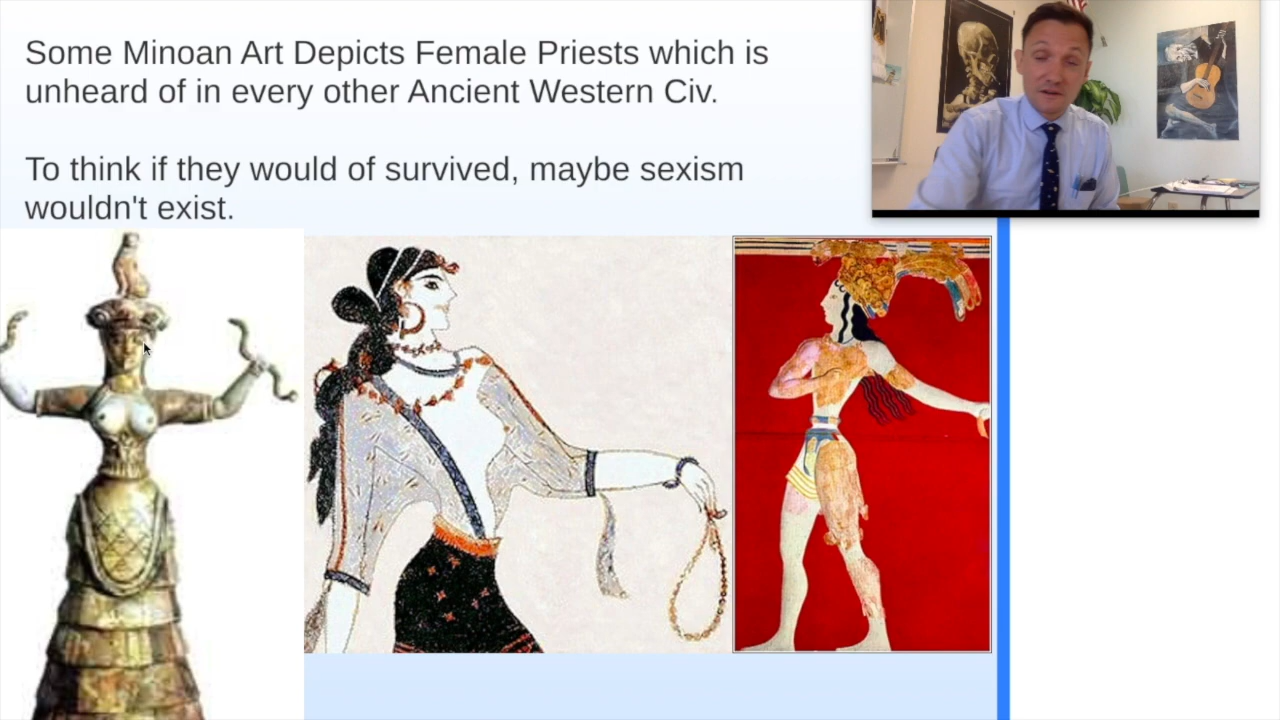 Some Minoan Art Depicts Female Priests which is
unheard of in every other Ancient Western Civ.
To think if they would of survived, maybe sexism
wouldn't exist.